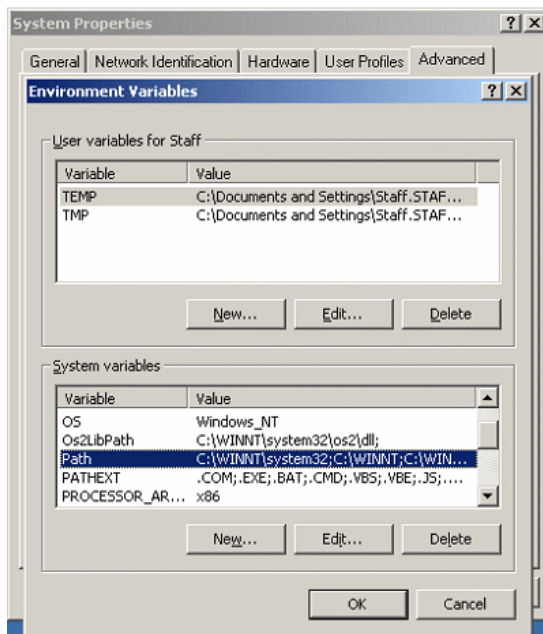 System Properties
General Network Identification Hardware User Profiles Advanced
Environment Variables
User variables for Staff
Variable Value
TEMP C:\Documents and Settings\Staff.STAF...
TMP C:\Documents and Settings\Staff.STAF...
New... Edit... Delete
System variables
Variable Value
OS Windows_NT
Os2LibPath C:\WINNT\system32\os2\dll;
Path C:\WINNT\system32;C:\WINNT;C:\WIN...
PATHEXT .COM;.EXE;.BAT;.CMD;.VBS;.VBE;.JS;....
PROCESSOR_AR... x86
New... Edit... Delete
OK Cancel